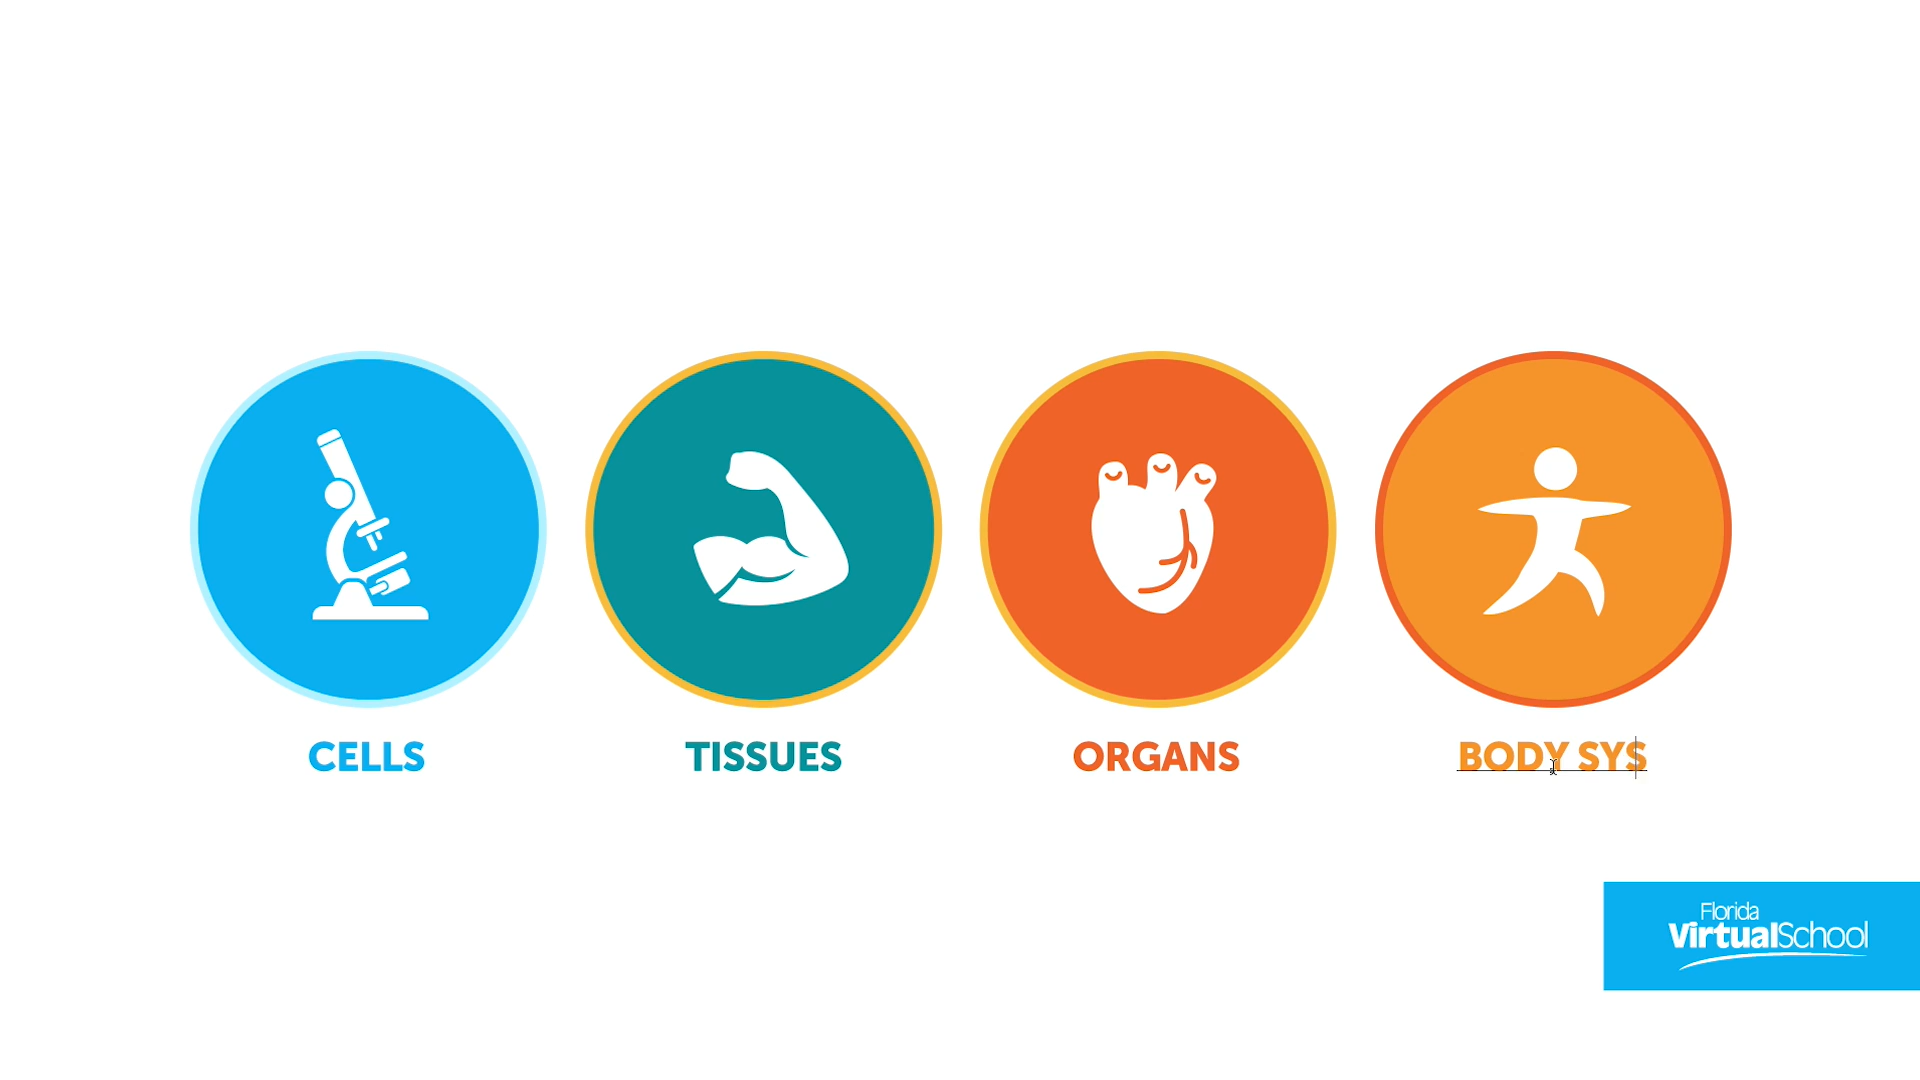 CELLS
TISSUES
ORGANS
BODY SYS
Florida
VirtualSchool